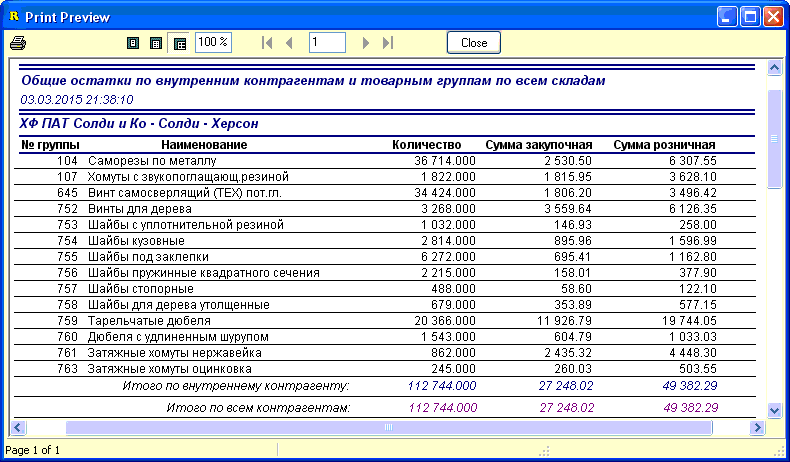 R Print Preview
100 % 1 Close
Общие остатки по внутренним контрагентам и товарным группам по всем складам
03.03.2015 21:38:10
ХФ ПАТ Солди и Ко - Солди - Херсон
№ группы Наименование Количество Сумма закупочная Сумма розничная
104 Саморезы по металлу 36 714.000 2 530.50 6 307.55
107 Хомуты с звукопоглащающ.резиной 1 822.000 1 815.95 3 628.10
645 Винт самосверлящий (ТЕХ) пот.гл. 34 424.000 1 806.20 3 496.42
752 Винты для дерева 3 268.000 3 559.64 6 126.35
753 Шайбы с уплотнительной резиной 1 032.000 146.93 258.00
754 Шайбы кузовные 2 814.000 895.96 1 596.99
755 Шайбы под заклепки 6 272.000 695.41 1 162.80
756 Шайбы пружинные квадратного сечения 2 215.000 158.01 377.90
757 Шайбы стопорные 488.000 58.60 122.10
758 Шайбы для дерева утолщенные 679.000 353.89 577.15
759 Тарельчатые дюбеля 20 366.000 11 926.79 19 744.05
760 Дюбеля с удлиненным шурупом 1 543.000 604.79 1 033.03
761 Затяжные хомуты нержавейка 862.000 2 435.32 4 448.30
763 Затяжные хомуты оцинковка 245.000 260.03 503.55
Итого по внутреннему контрагенту: 112 744.000 27 248.02 49 382.29
Итого по всем контрагентам: 112 744.000 27 248.02 49 382.29
Page 1 of 1